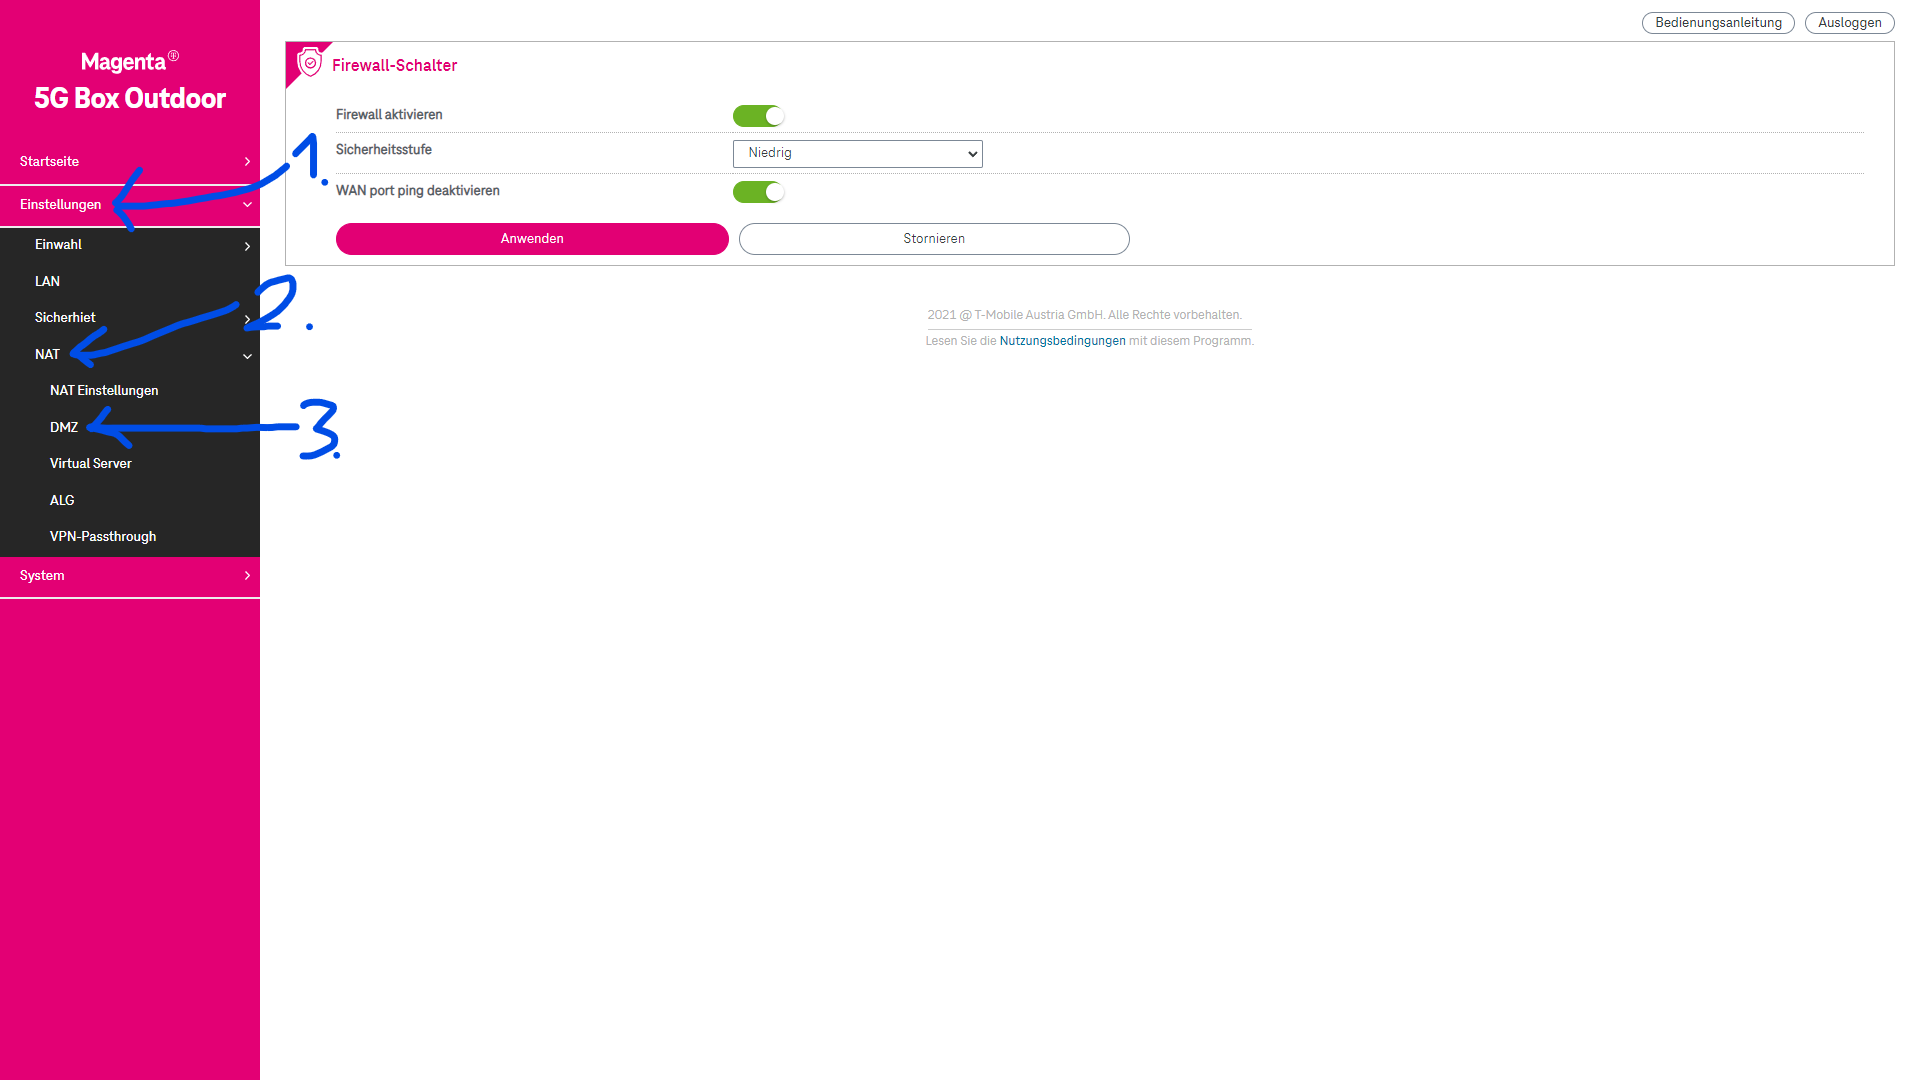 Bedienungsanleitung
Ausloggen
Magenta
5G Box Outdoor
Startseite
Einstellungen
Einwahl
LAN
Sicherhiet
NAT
NAT Einstellungen
DMZ
Virtual Server
ALG
VPN-Passthrough
System
1.
2.
3.
Firewall-Schalter
Firewall aktivieren
Sicherheitsstufe
Niedrig
WAN port ping deaktivieren
Anwenden
Stornieren
2021 @ T-Mobile Austria GmbH. Alle Rechte vorbehalten.
Lesen Sie die Nutzungsbedingungen mit diesem Programm.